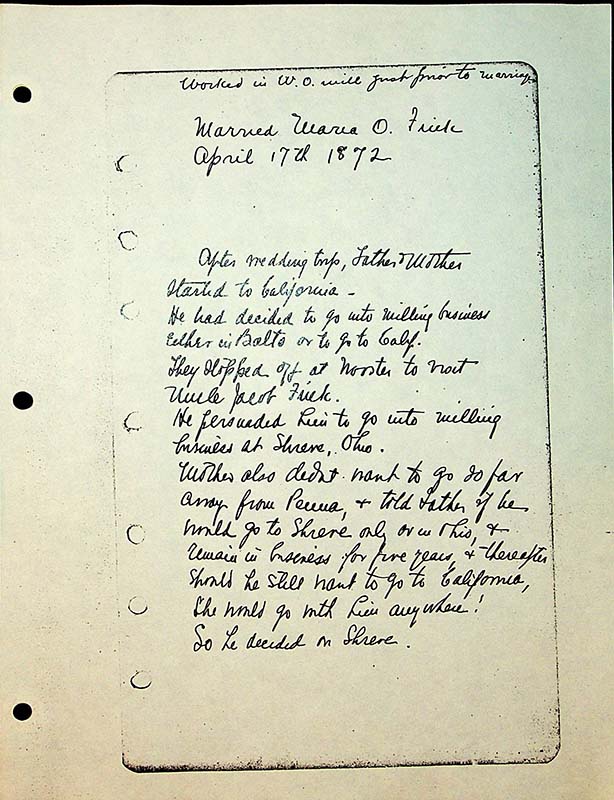 Worked in W. O. mill just prior to marriage
Married Maria O. Frick
April 17th 1872
After wedding trip, Father & Mother
Started to California -
He had decided to go into milling business
Either in Balto or to go to Calif.
They stopped off at Wooster to visit
Uncle Jacob Frick.
He persuaded him to go into milling
business at Shreve, Ohio.
Mother also didnt want to go so far
away from Penna, & told Father if he
would go to Shreve only or in Ohio, &
remain in business for five years, & thereafter
Should he still want to go to California,
She would go with him anywhere!
So he decided on Shreve.